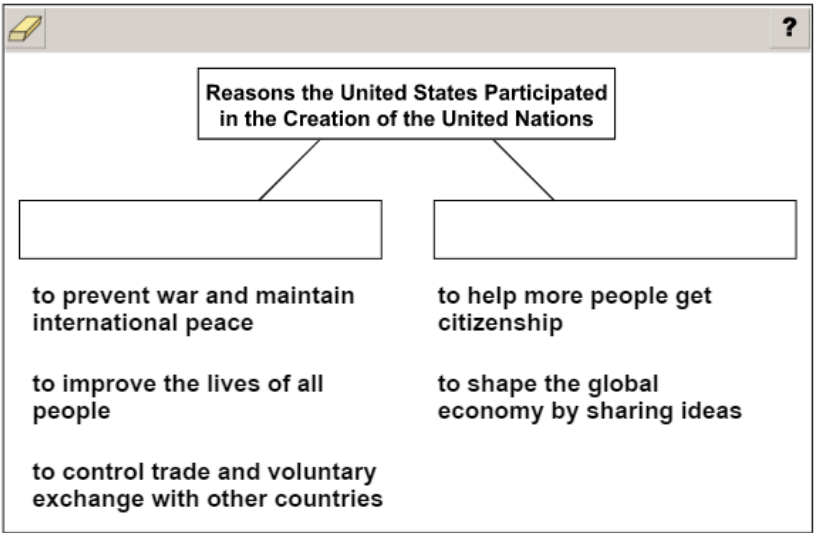 ?
Reasons the United States Participated
in the Creation of the United Nations
to prevent war and maintain
international peace
to improve the lives of all
people
to control trade and voluntary
exchange with other countries
to help more people get
citizenship
to shape the global
economy by sharing ideas